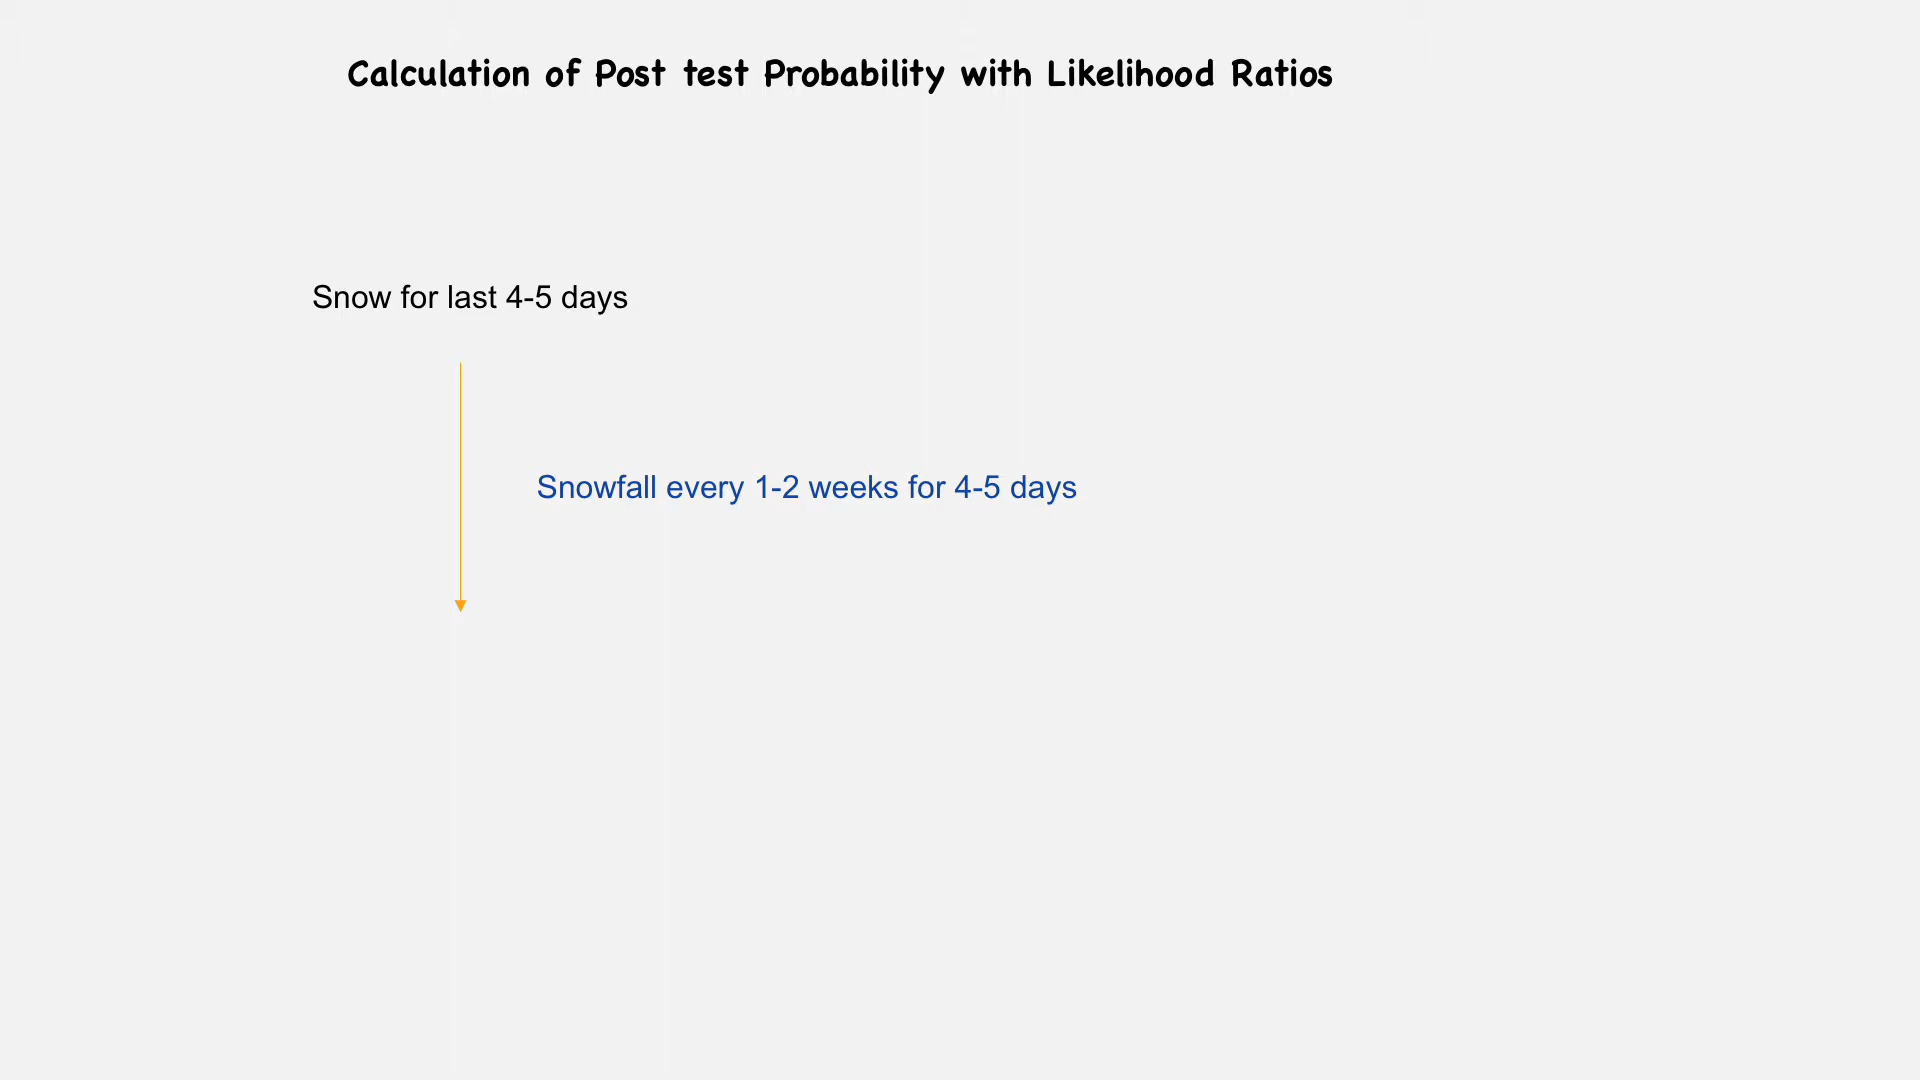 Calculation of Post test Probability with Likelihood Ratios
Snow for last 4-5 days
Snowfall every 1-2 weeks for 4-5 days